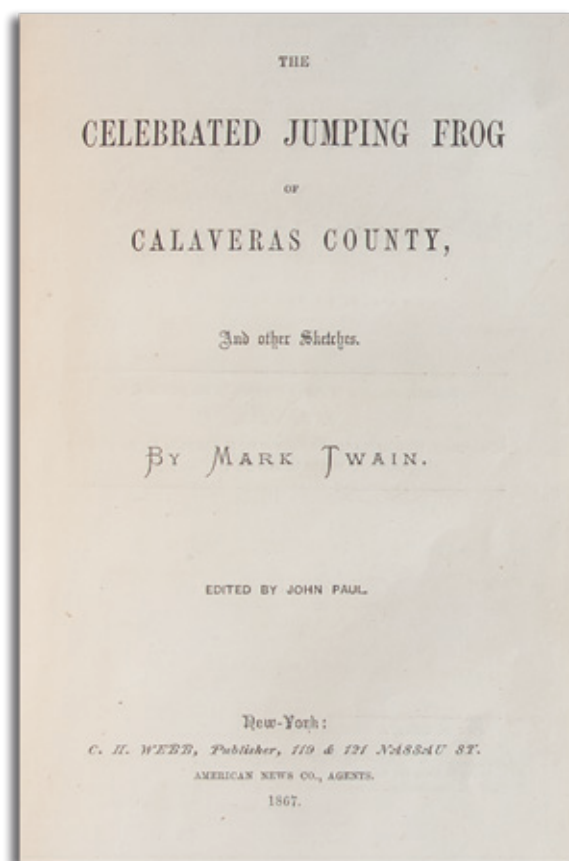 THE
CELEBRATED JUMPING FROG
OF
CALAVERAS COUNTY,
And other Sketches.
BY MARK TWAIN.
EDITED BY JOHN PAUL.
New-York:
C. H. WEBB, Publisher, 119 & 121 NASSAU ST.
AMERICAN NEWS CO., AGENTS.
1867.